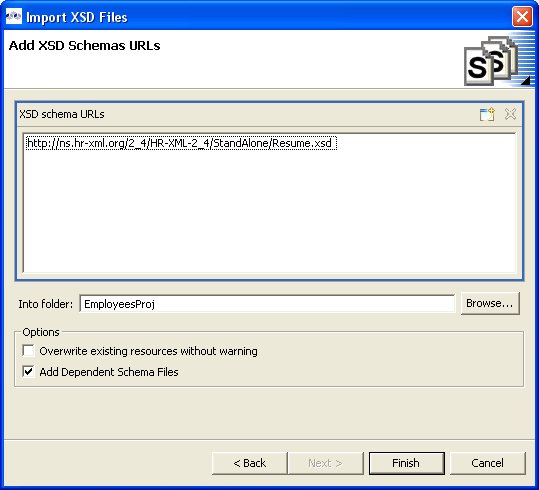 Import XSD Files
Add XSD Schemas URLs
XSD schema URLs
http://ns.hr-xml.org/2_4/HR-XML-2_4/StandAlone/Resume.xsd
Into folder: EmployeesProj Browse...
Options
Overwrite existing resources without warning
Add Dependent Schema Files
< Back Next > Finish Cancel